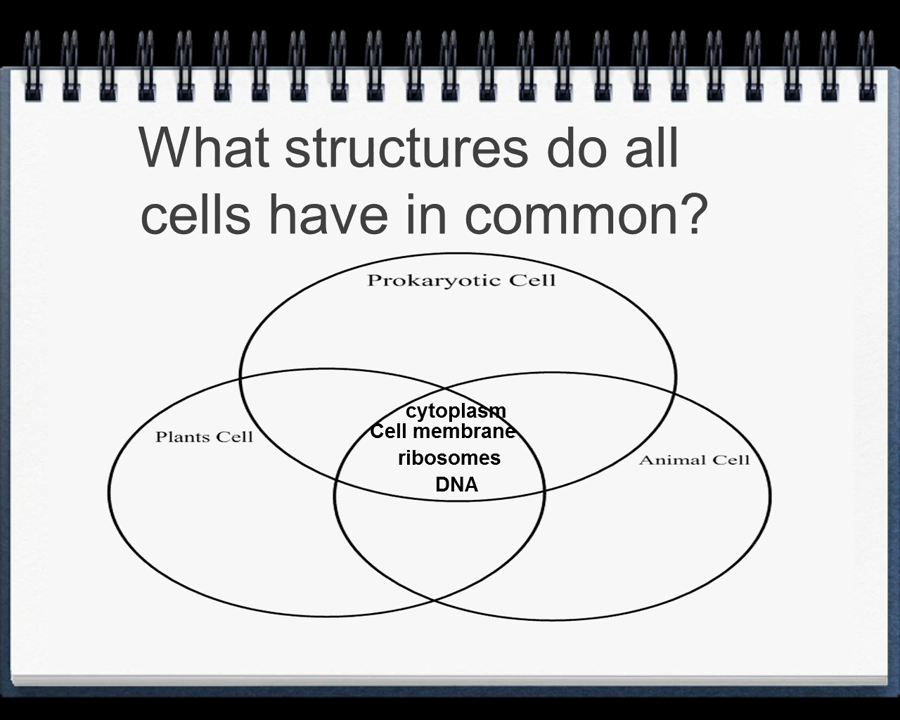 What structures do all
cells have in common?
Prokaryotic Cell
cytoplasm
Cell membrane
Plants Cell
ribosomes
Animal Cell
DNA